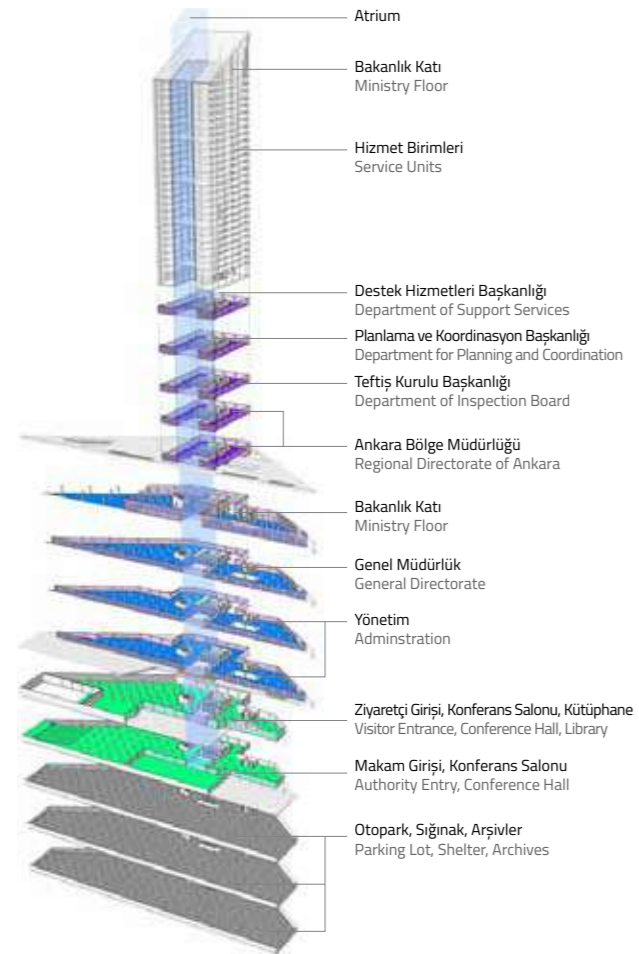 Atrium
Bakanlık Katı
Ministry Floor
Hizmet Birimleri
Service Units
Destek Hizmetleri Başkanlığı
Department of Support Services
Planlama ve Koordinasyon Başkanlığı
Department for Planning and Coordination
Teftiş Kurulu Başkanlığı
Department of Inspection Board
Ankara Bölge Müdürlüğü
Regional Directorate of Ankara
Bakanlık Katı
Ministry Floor
Genel Müdürlük
General Directorate
Yönetim
Adminstration
Ziyaretçi Girişi, Konferans Salonu, Kütüphane
Visitor Entrance, Conference Hall, Library
Makam Girişi, Konferans Salonu
Authority Entry, Conference Hall
Otopark, Sığınak, Arşivler
Parking Lot, Shelter, Archives